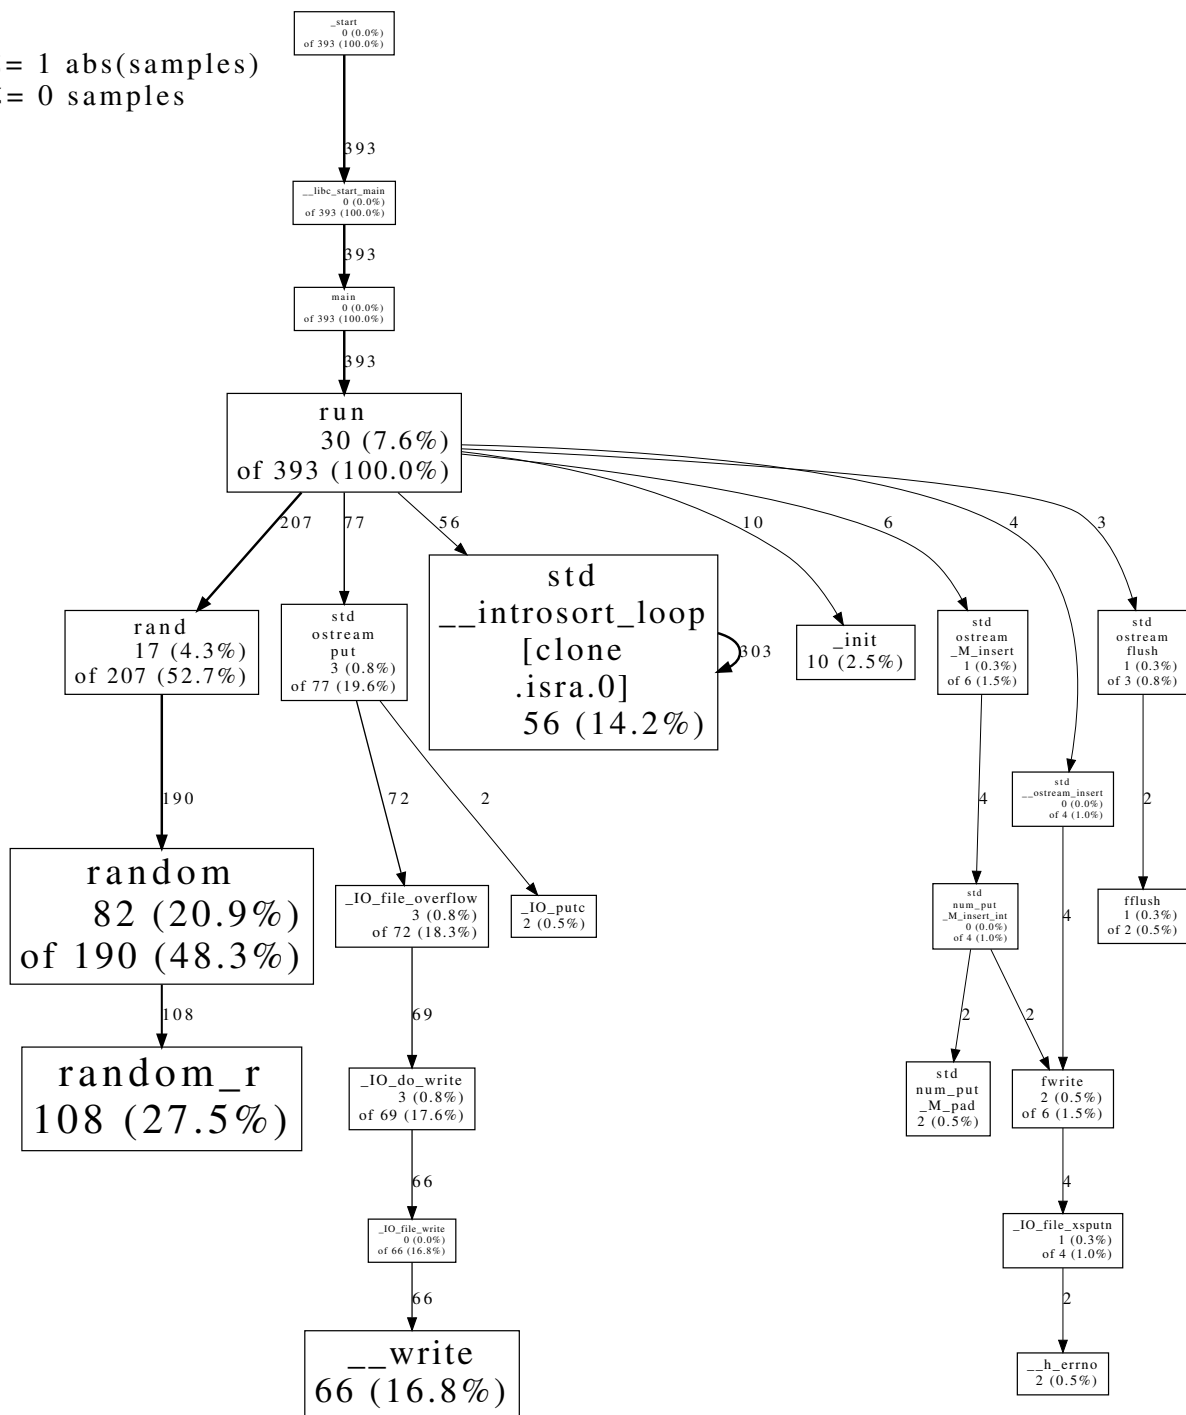 _start
0 (0.0%)
of 393 (100.0%)
= 1 abs(samples)
= 0 samples
393
__libc_start_main
0 (0.0%)
of 393 (100.0%)
393
main
0 (0.0%)
of 393 (100.0%)
393
run
30 (7.6%)
of 393 (100.0%)
207
77
56
10
6
4
3
rand
17 (4.3%)
of 207 (52.7%)
std
ostream
put
3 (0.8%)
of 77 (19.6%)
std
__introsort_loop
[clone
.isra.0]
56 (14.2%)
303
_init
10 (2.5%)
std
ostream
_M_insert
1 (0.3%)
of 6 (1.5%)
std
ostream
flush
1 (0.3%)
of 3 (0.8%)
190
72
2
4
std
__ostream_insert
0 (0.0%)
of 4 (1.0%)
2
random
82 (20.9%)
of 190 (48.3%)
_IO_file_overflow
3 (0.8%)
of 72 (18.3%)
_IO_putc
2 (0.5%)
std
num_put
_M_insert_int
0 (0.0%)
of 4 (1.0%)
4
fflush
1 (0.3%)
of 2 (0.5%)
108
69
2
2
random_r
108 (27.5%)
_IO_do_write
3 (0.8%)
of 69 (17.6%)
std
num_put
_M_pad
2 (0.5%)
fwrite
2 (0.5%)
of 6 (1.5%)
66
4
_IO_file_write
0 (0.0%)
of 66 (16.8%)
_IO_file_xsputn
1 (0.3%)
of 4 (1.0%)
66
2
__write
66 (16.8%)
__h_errno
2 (0.5%)